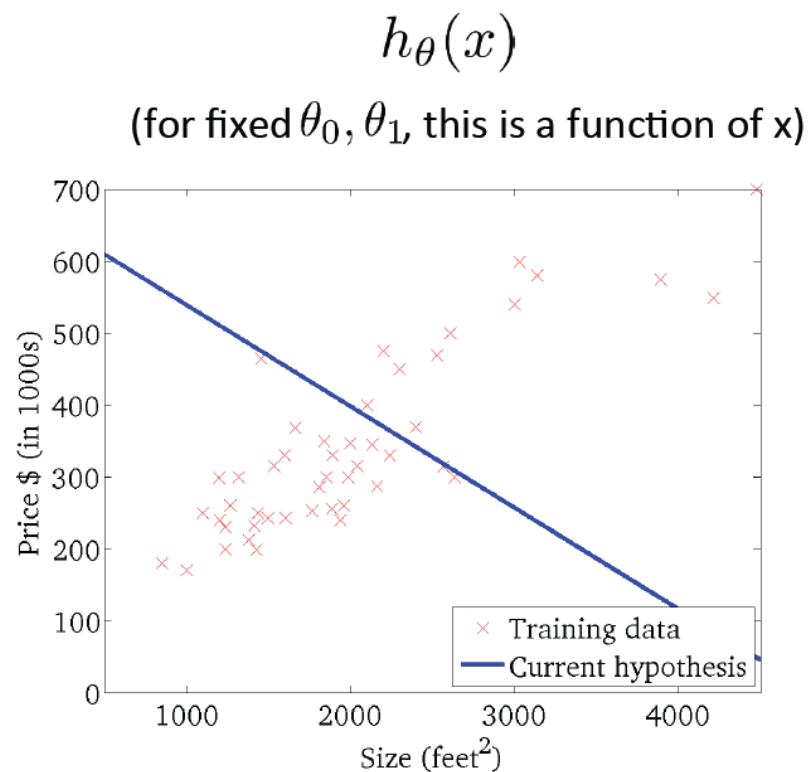 hθ(x)
(for fixed θ0, θ1, this is a function of x)
700
600
500
400
300
200
100
0
Price $ (in 1000s)
Training data
Current hypothesis
1000 2000 3000 4000
Size (feet²)